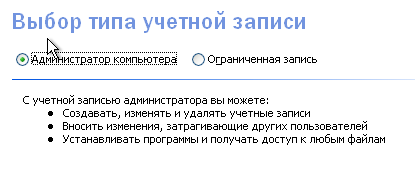 Выбор типа учетной записи
Администратор компьютера Ограниченная запись
С учетной записью администратора вы можете:
• Создавать, изменять и удалять учетные записи
• Вносить изменения, затрагивающие других пользователей
• Устанавливать программы и получать доступ к любым файлам